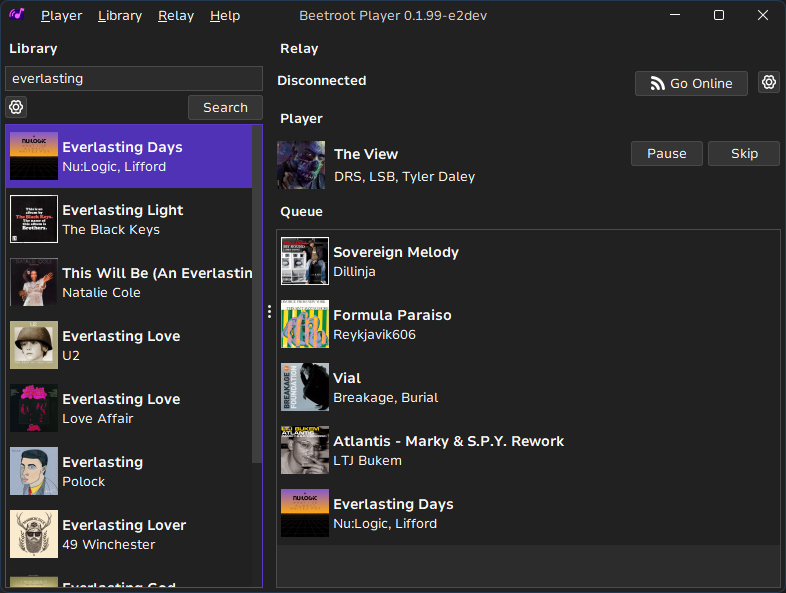 Player Library Relay Help Beetroot Player 0.1.99-e2dev
Library
everlasting
Search
Everlasting Days
Nu:Logic, Lifford
Everlasting Light
The Black Keys
This Will Be (An Everlastin
Natalie Cole
Everlasting Love
U2
Everlasting Love
Love Affair
Everlasting
Polock
Everlasting Lover
49 Winchester
Everlasting God
Relay
Disconnected
Go Online
Player
The View
DRS, LSB, Tyler Daley
Pause
Skip
Queue
Sovereign Melody
Dillinja
Formula Paraiso
Reykjavik606
Vial
Breakage, Burial
Atlantis - Marky & S.P.Y. Rework
LTJ Bukem
Everlasting Days
Nu:Logic, Lifford